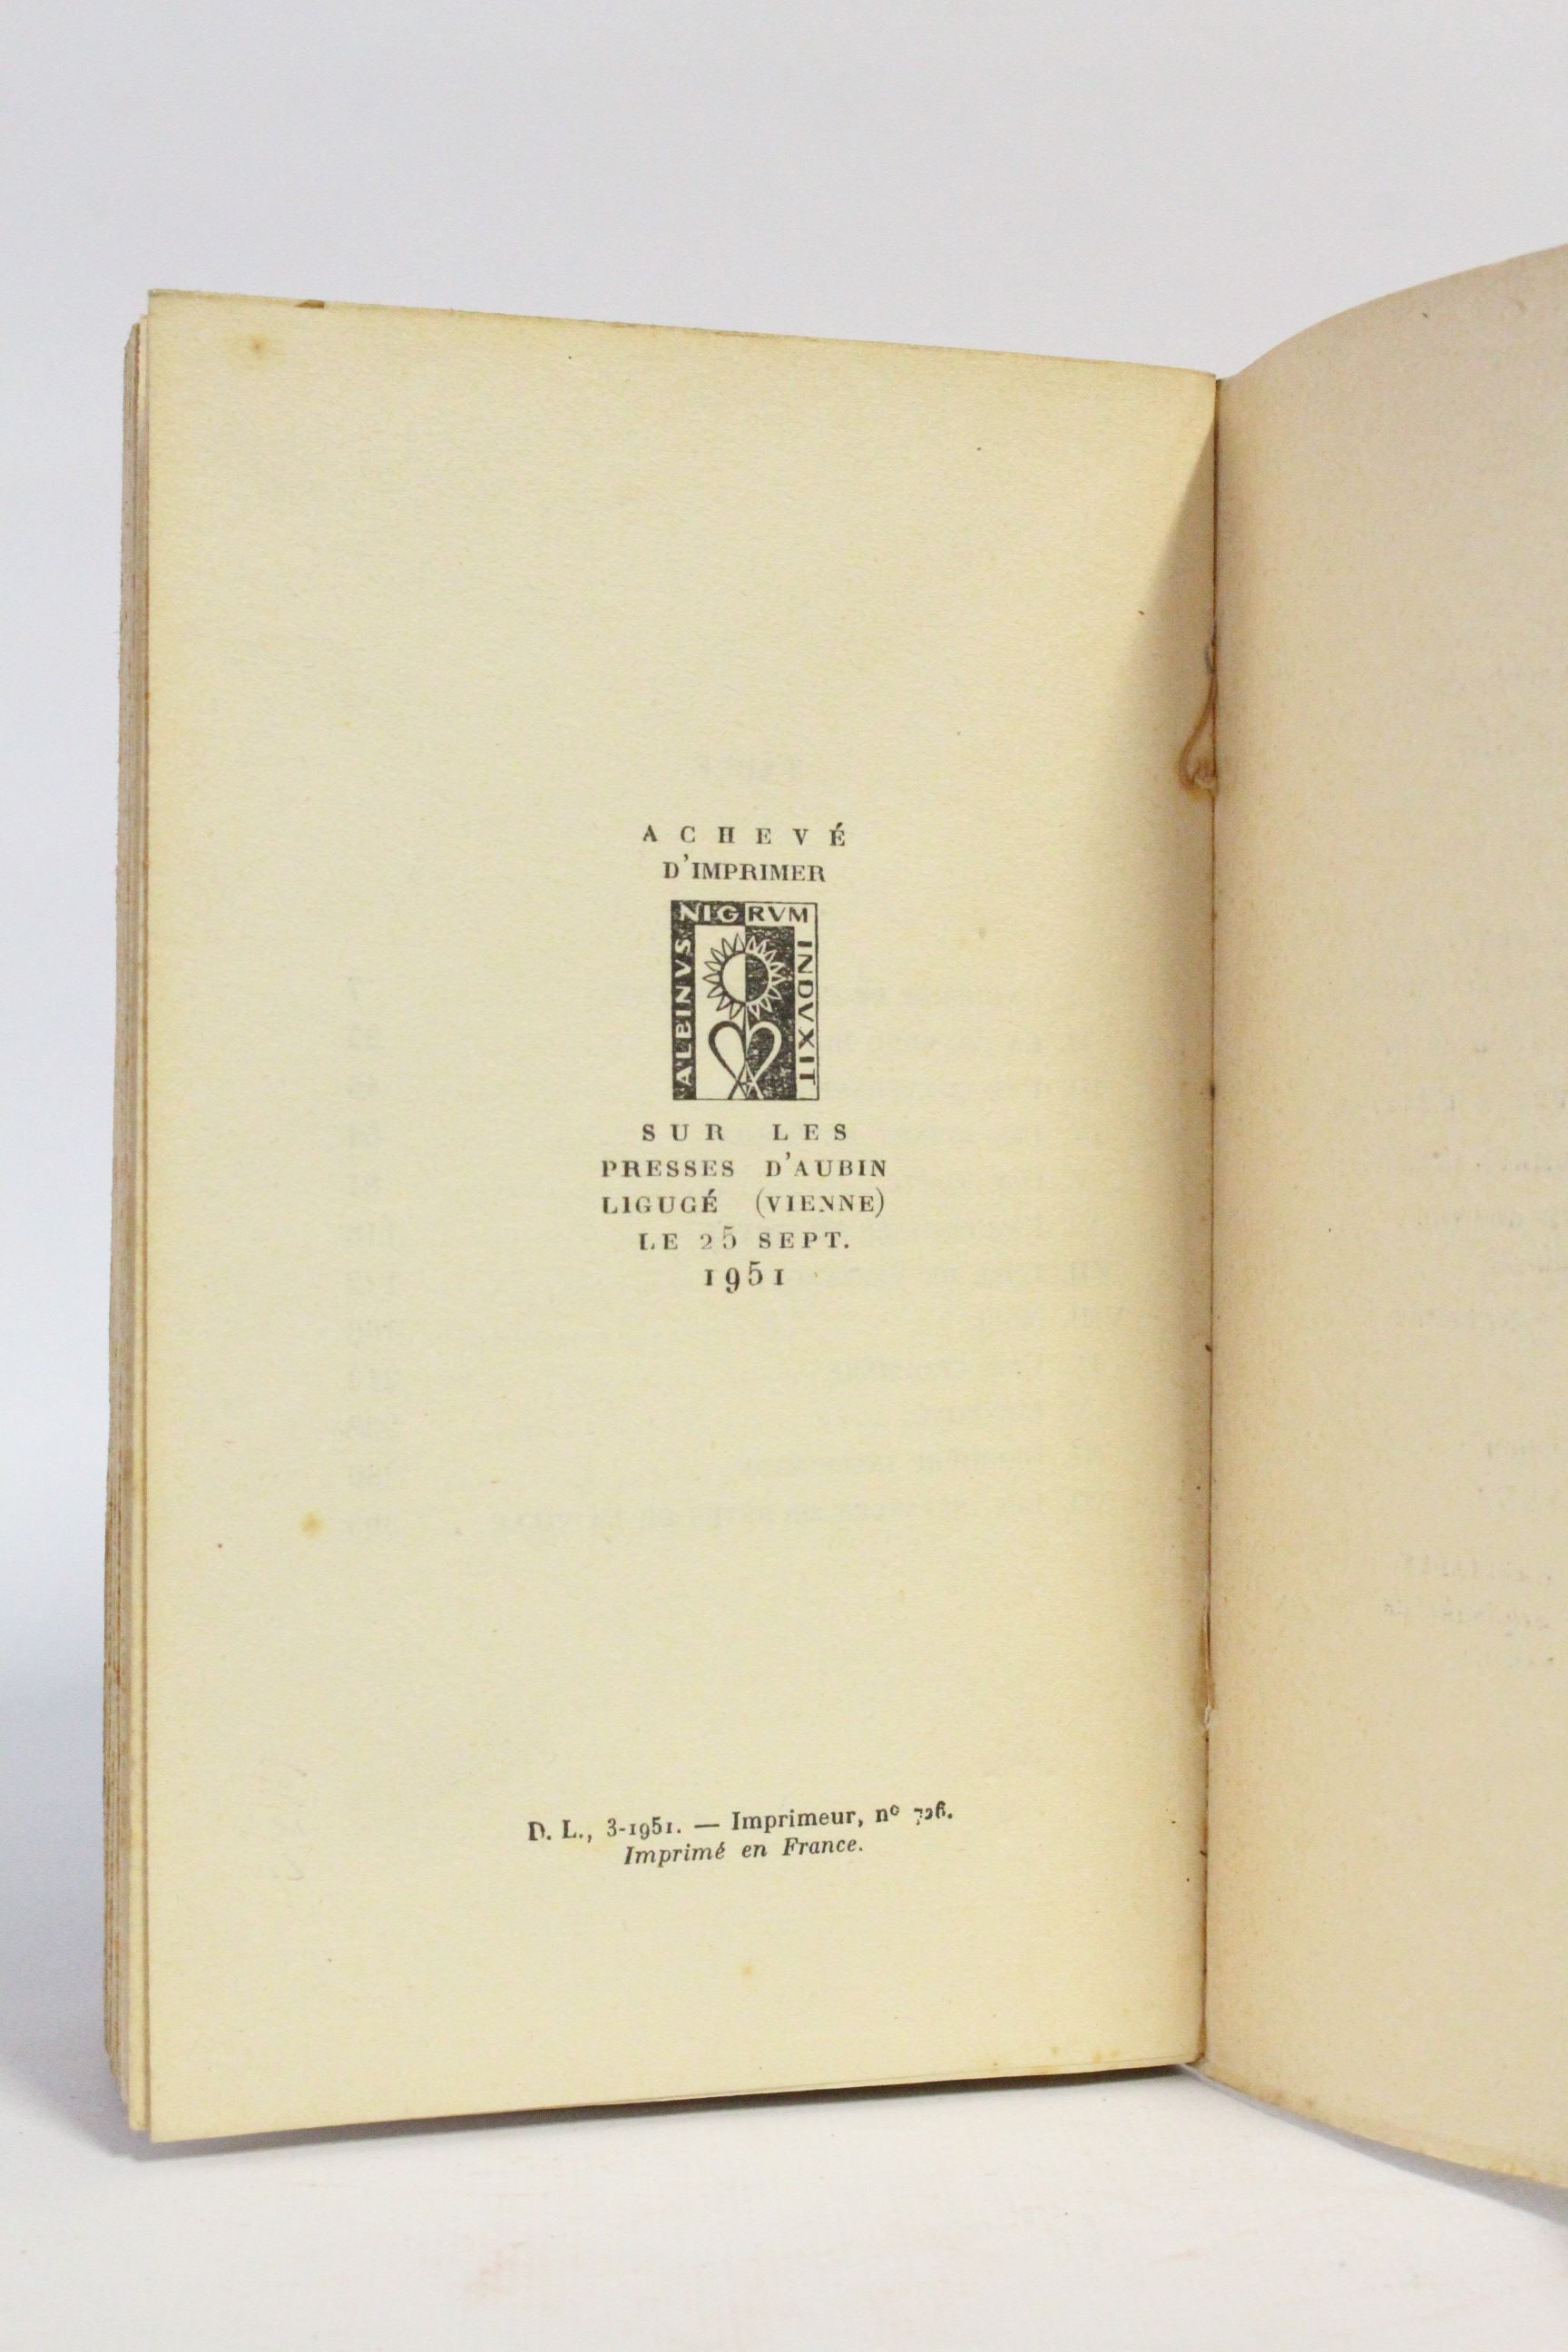 ACHEVÉ
D'IMPRIMER
ALBINVS NIGRVM INDVXIT
SUR LES
PRESSES D'AUBIN
LIGUGÉ (VIENNE)
LE 25 SEPT.
1951
D. L., 3-1951. — Imprimeur, nº 726.
Imprimé en France.